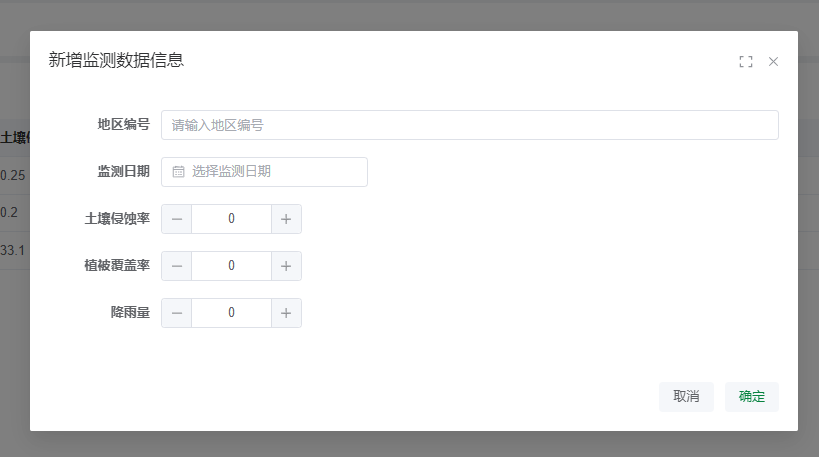 新增监测数据信息
地区编号 请输入地区编号
土壤
0.25
监测日期 选择监测日期
0.2
土壤侵蚀率 0
33.1
植被覆盖率 0
降雨量 0
取消 确定